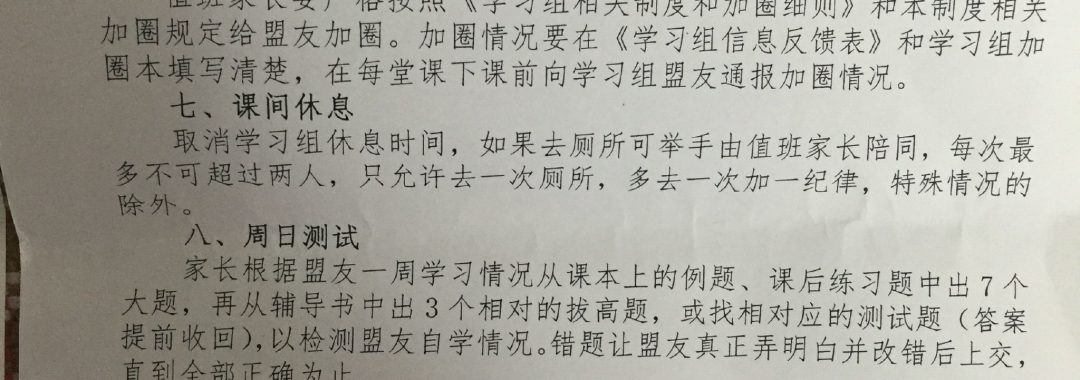 值班家长要严格按照《学习组相关制度和加圈细则》和本制度相关
加圈规定给盟友加圈。加圈情况要在《学习组信息反馈表》和学习组加
圈本填写清楚，在每堂课下课前向学习组盟友通报加圈情况。
七、课间休息
取消学习组休息时间，如果去厕所可举手由值班家长陪同，每次最
多不可超过两人，只允许去一次厕所，多去一次加一纪律，特殊情况的
除外。
八、周日测试
家长根据盟友一周学习情况从课本上的例题、课后练习题中出7个
大题，再从辅导书中出3个相对的拔高题，或找相对应的测试题（答案
提前收回），以检测盟友自学情况。错题让盟友真正弄明白并改错后上交，
直到全部正确为止